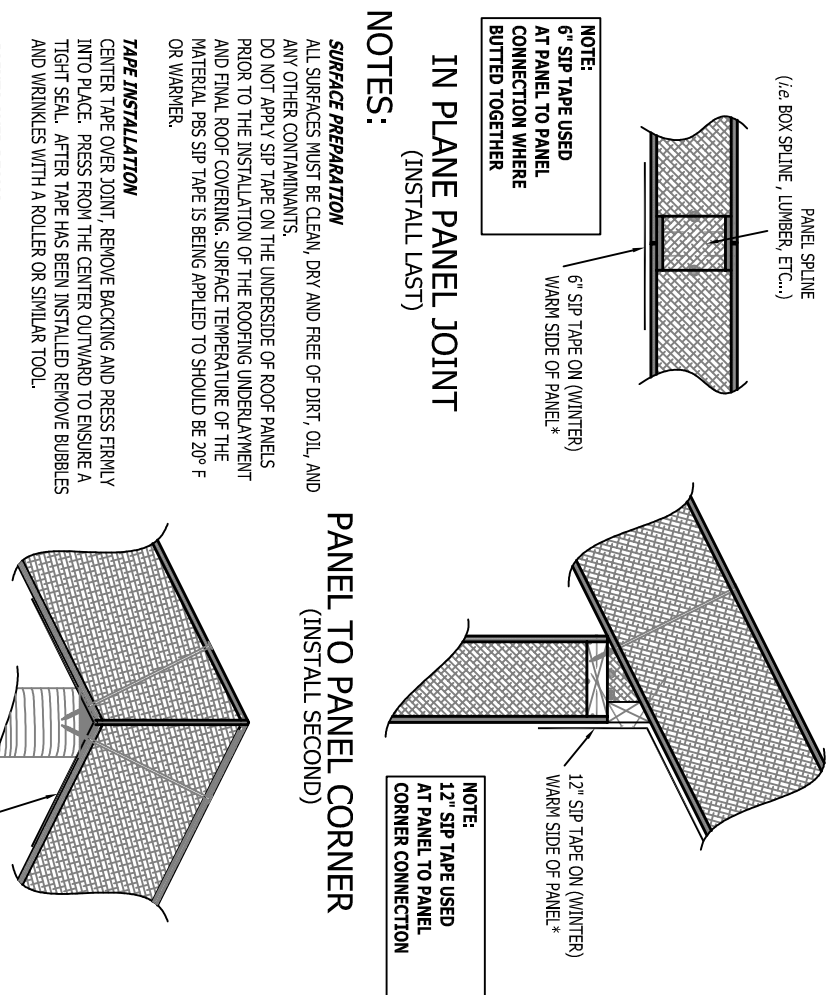 PANEL SPLINE
(i.e. BOX SPLINE , LUMBER, ETC...)
6" SIP TAPE ON (WINTER)
WARM SIDE OF PANEL*
NOTE:
6" SIP TAPE USED
AT PANEL TO PANEL
CONNECTION WHERE
BUTTED TOGETHER
IN PLANE PANEL JOINT
(INSTALL LAST)
12" SIP TAPE ON (WINTER)
WARM SIDE OF PANEL*
NOTE:
12" SIP TAPE USED
AT PANEL TO PANEL
CORNER CONNECTION
PANEL TO PANEL CORNER
(INSTALL SECOND)
NOTES:
SURFACE PREPARATION
ALL SURFACES MUST BE CLEAN, DRY AND FREE OF DIRT, OIL, AND
ANY OTHER CONTAMINANTS.
DO NOT APPLY SIP TAPE ON THE UNDERSIDE OF ROOF PANELS
PRIOR TO THE INSTALLATION OF THE ROOFING UNDERLAYMENT
AND FINAL ROOF COVERING. SURFACE TEMPERATURE OF THE
MATERIAL PBS SIP TAPE IS BEING APPLIED TO SHOULD BE 20° F
OR WARMER.
TAPE INSTALLATION
CENTER TAPE OVER JOINT, REMOVE BACKING AND PRESS FIRMLY
INTO PLACE. PRESS FROM THE CENTER OUTWARD TO ENSURE A
TIGHT SEAL. AFTER TAPE HAS BEEN INSTALLED REMOVE BUBBLES
AND WRINKLES WITH A ROLLER OR SIMILAR TOOL.